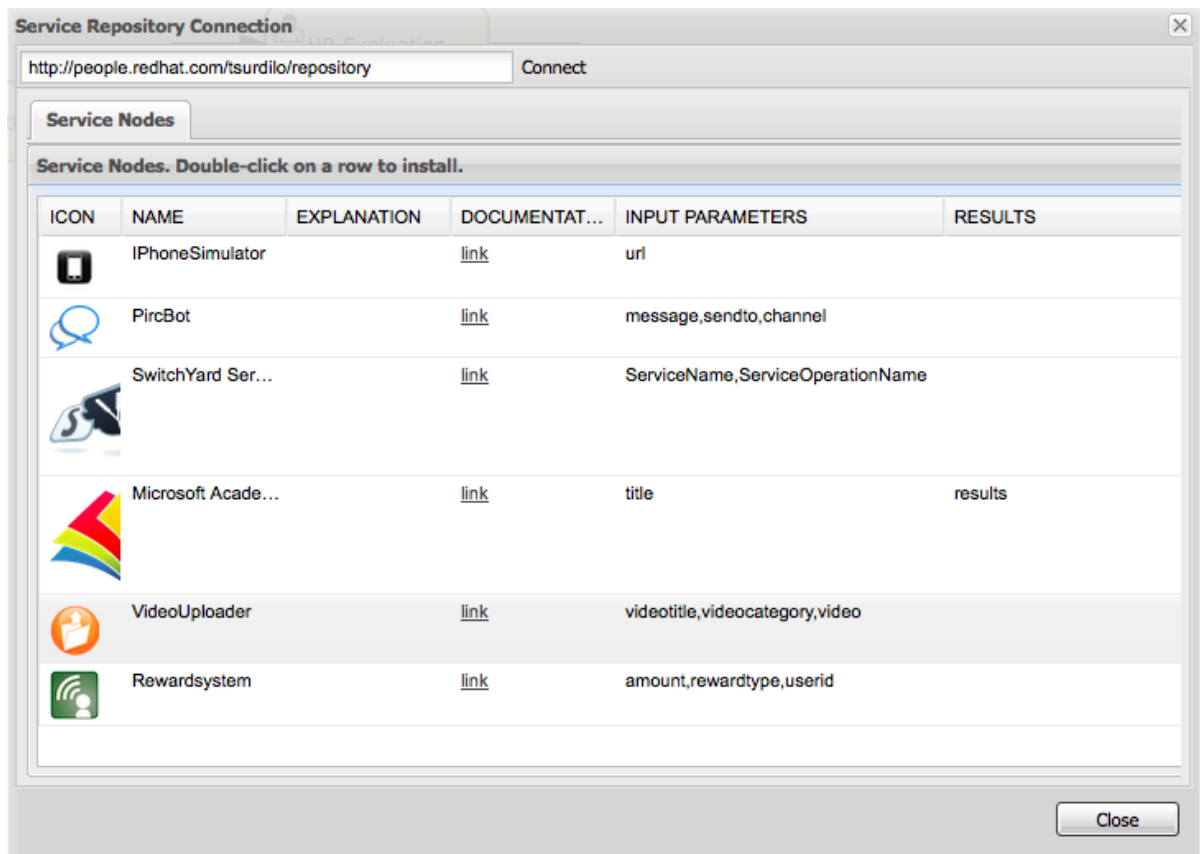 Service Repository Connection
HR Evaluation
http://people.redhat.com/tsurdilo/repository Connect
Service Nodes
Service Nodes. Double-click on a row to install.
ICON NAME EXPLANATION DOCUMENTAT... INPUT PARAMETERS RESULTS
IPhoneSimulator link url
PircBot link message,sendto,channel
SwitchYard Ser... link ServiceName,ServiceOperationName
Microsoft Acade... link title results
VideoUploader link videotitle,videocategory,video
Rewardsystem link amount,rewardtype,userid
Close